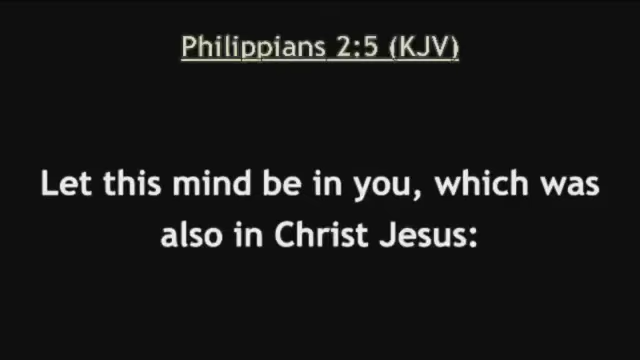 Philippians 2:5 (KJV)
Let this mind be in you, which was
also in Christ Jesus: